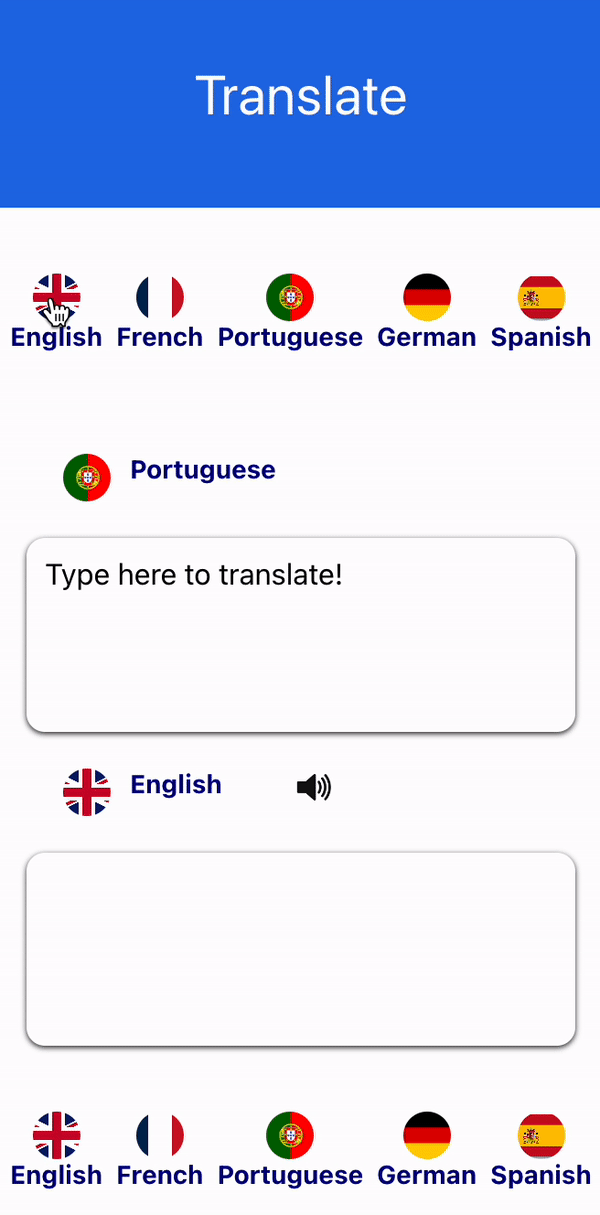 Translate
English French Portuguese German Spanish
Portuguese
Type here to translate!
English
English French Portuguese German Spanish